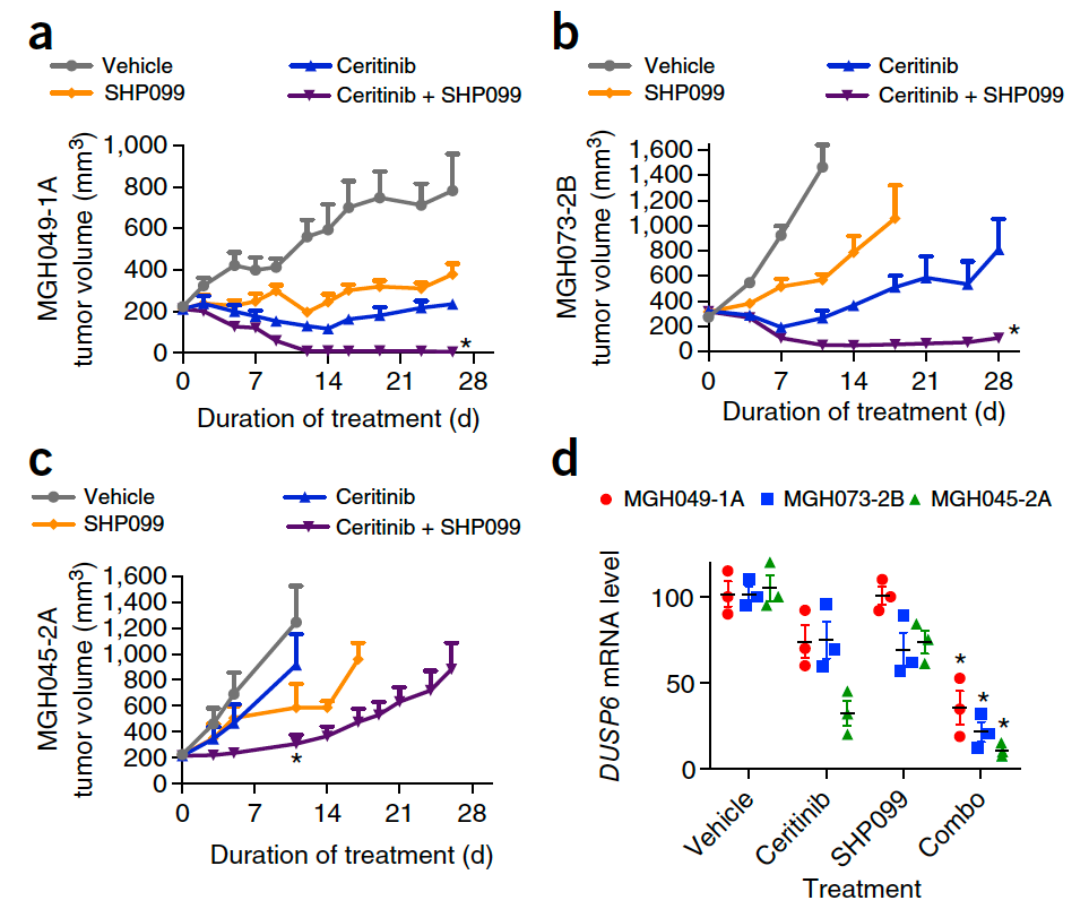 a
Vehicle
Ceritinib
SHP099
Ceritinib + SHP099
MGH049-1A
tumor volume (mm³)
1,000
800
600
400
200
0
*
0 7 14 21 28
Duration of treatment (d)
b
Vehicle
Ceritinib
SHP099
Ceritinib + SHP099
MGH073-2B
tumor volume (mm³)
1,600
1,400
1,200
1,000
800
600
400
200
0
*
0 7 14 21 28
Duration of treatment (d)
c
Vehicle
Ceritinib
SHP099
Ceritinib + SHP099
MGH045-2A
tumor volume (mm³)
1,600
1,400
1,200
1,000
800
600
400
200
0
*
0 7 14 21 28
Duration of treatment (d)
d
MGH049-1A MGH073-2B MGH045-2A
DUSP6 mRNA level
100
50
0
* * *
Vehicle
Ceritinib
SHP099
Combo
Treatment